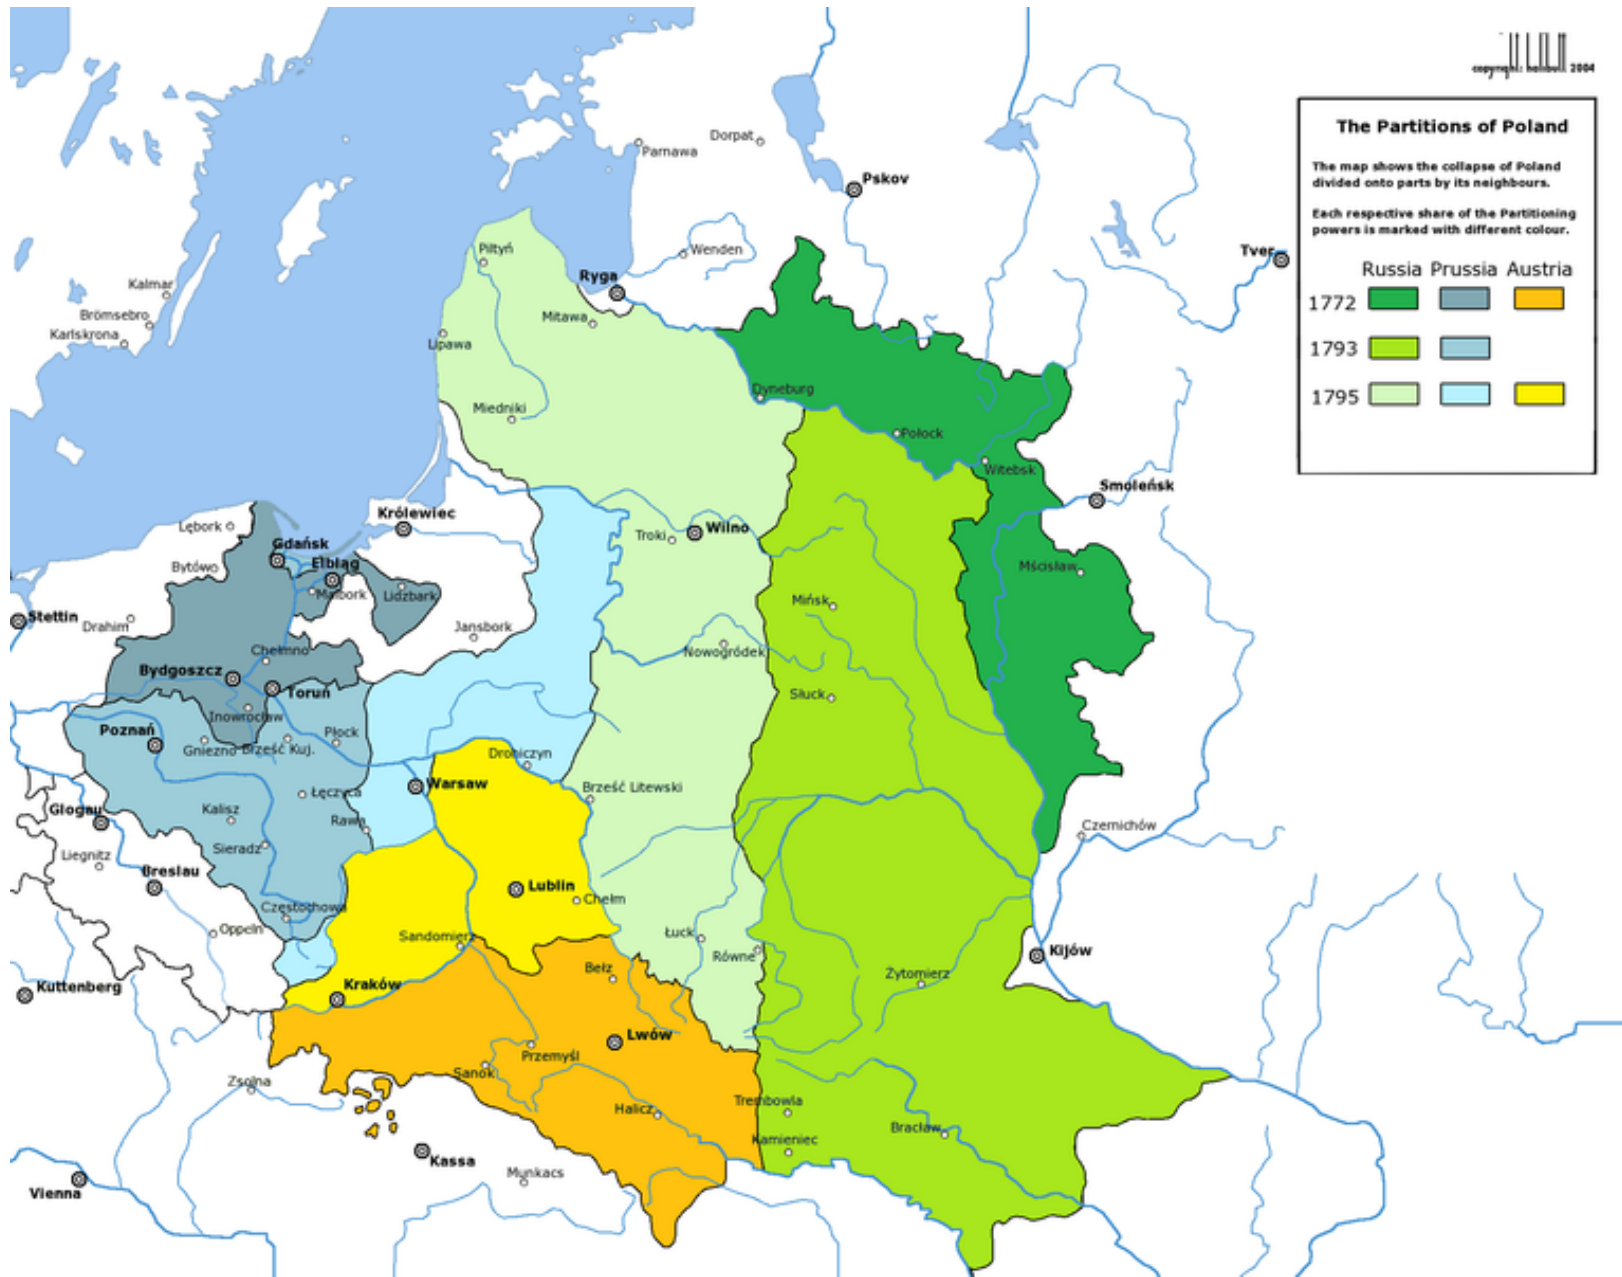 copyright: halibutt 2004
The Partitions of Poland
The map shows the collapse of Poland
divided onto parts by its neighbours.
Each respective share of the Partitioning
powers is marked with different colour.
Russia Prussia Austria
1772
1793
1795
Dorpat
Parnawa
Pskov
Piltyń
Wenden
Tver
Ryga
Kalmar
Brömsebro
Mitawa
Karlskrona
Lipawa
Dyneburg
Miedniki
Połock
Witebsk
Smoleńsk
Królewiec
Lębork
Wilno
Troki
Gdańsk
Elbląg
Bytów
Mścisław
Malbork
Lidzbark
Mińsk
Stettin
Drahim
Jansbork
Chełmno
Nowogródek
Bydgoszcz
Toruń
Słuck
Inowrocław
Poznań
Płock
Gniezno
Brześć Kuj.
Drohiczyn
Warsaw
Brześć Litewski
Łęczyca
Glogau
Kalisz
Rawa
Czernichów
Sieradz
Liegnitz
Breslau
Lublin
Chełm
Częstochowa
Oppeln
Sandomierz
Łuck
Równe
Kijów
Bełz
Żytomierz
Kuttenberg
Kraków
Lwów
Przemyśl
Sanok
Zsolna
Halicz
Trembowla
Bracław
Kamieniec
Kassa
Munkacs
Vienna